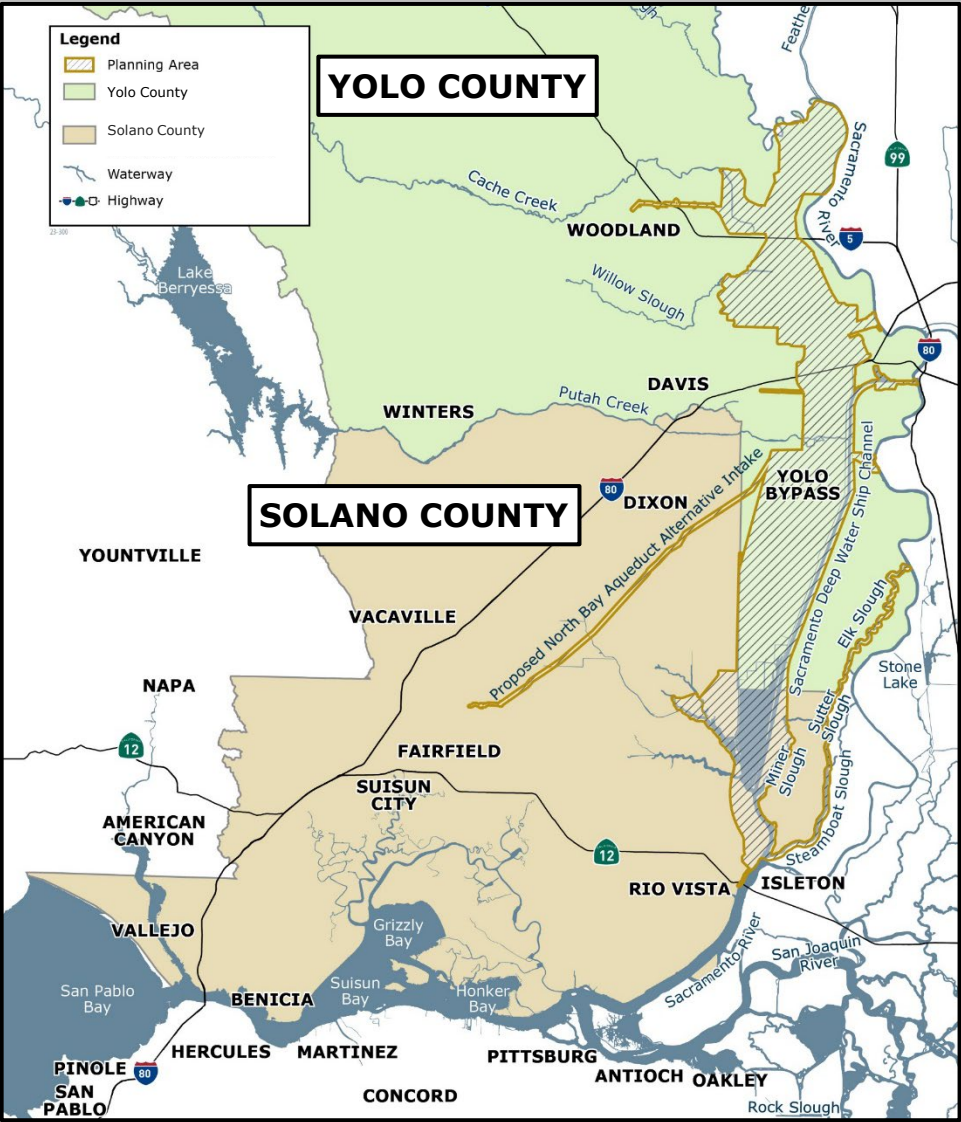 Legend
Planning Area
Yolo County
Solano County
Waterway
Highway
YOLO COUNTY
Feathe
gh
Sacramento
River
99
Cache Creek
WOODLAND
5
Lake
Berryessa
Willow Slough
80
DAVIS
WINTERS
Putah Creek
80
SOLANO COUNTY
DIXON
YOLO
BYPASS
Proposed North Bay Aqueduct Alternative Intake
Sacramento Deep Water Ship Channel
YOUNTVILLE
VACAVILLE
Elk Slough
Stone
Lake
NAPA
Sutter
Slough
12
FAIRFIELD
Miner
Slough
SUISUN
CITY
Steamboat Slough
AMERICAN
CANYON
12
RIO VISTA
ISLETON
VALLEJO
Grizzly
Bay
San Joaquin
River
Sacramento River
San Pablo
Bay
BENICIA
Suisun
Bay
Honker
Bay
HERCULES
MARTINEZ
PITTSBURG
PINOLE
80
ANTIOCH
OAKLEY
SAN
PABLO
CONCORD
Rock Slough